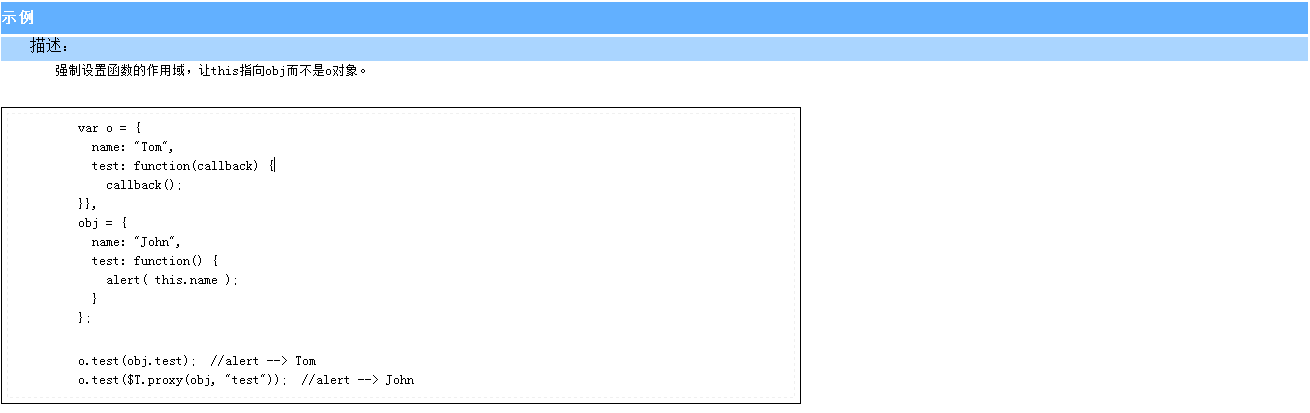 示例
描述：
强制设置函数的作用域，让this指向obj而不是o对象。
var o = {
  name: "Tom",
  test: function(callback) {
    callback();
}},
obj = {
  name: "John",
  test: function() {
    alert( this.name );
  }
};
o.test(obj.test);  //alert --> Tom
o.test($T.proxy(obj, "test"));  //alert --> John